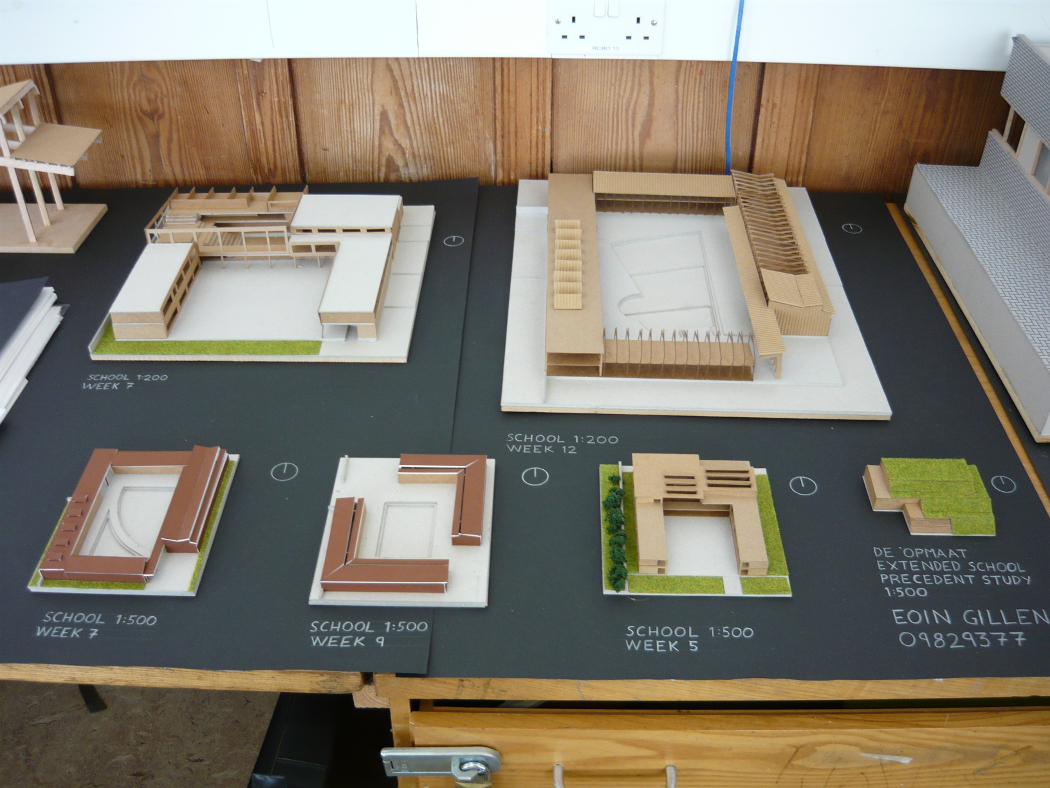 SCHOOL 1:200
WEEK 7
SCHOOL 1:200
WEEK 12
SCHOOL 1:500
WEEK 7
SCHOOL 1:500
WEEK 9
SCHOOL 1:500
WEEK 5
DE OPMAAT
EXTENDED SCHOOL
PRECEDENT STUDY
1:500
EOIN GILLEN
09829377